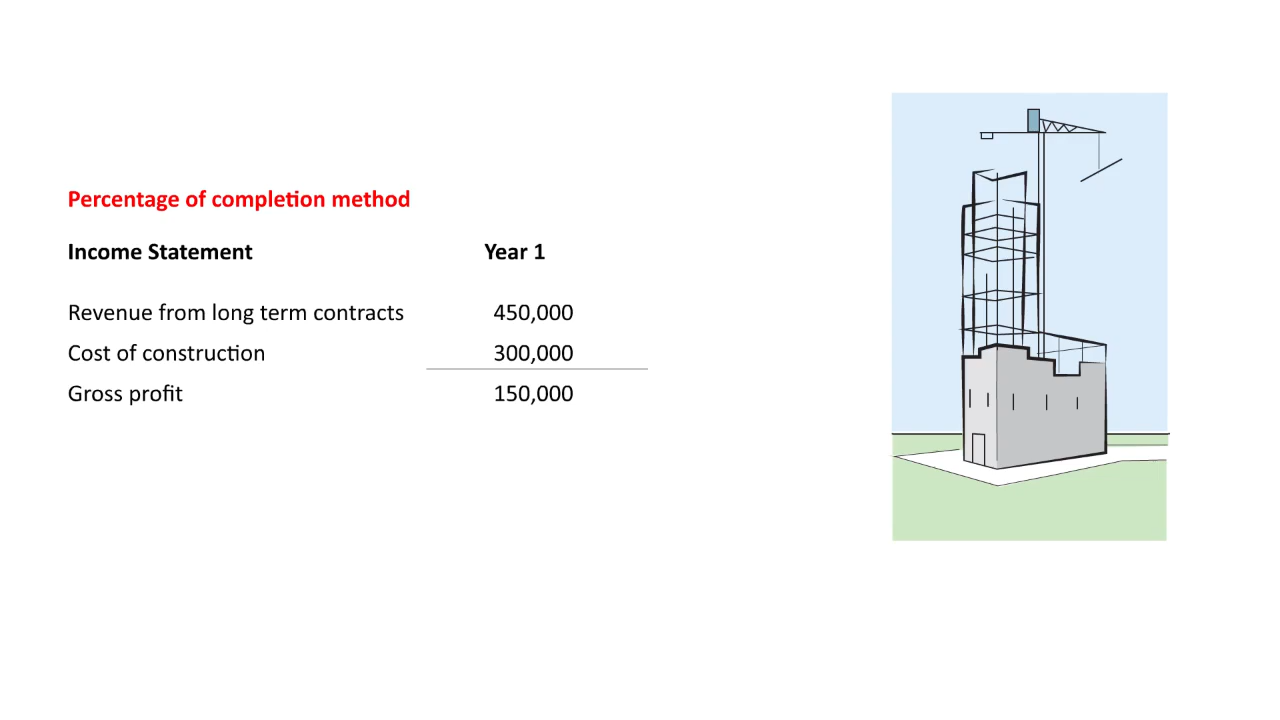 Percentage of completion method
Income Statement Year 1
Revenue from long term contracts 450,000
Cost of construction 300,000
Gross profit 150,000